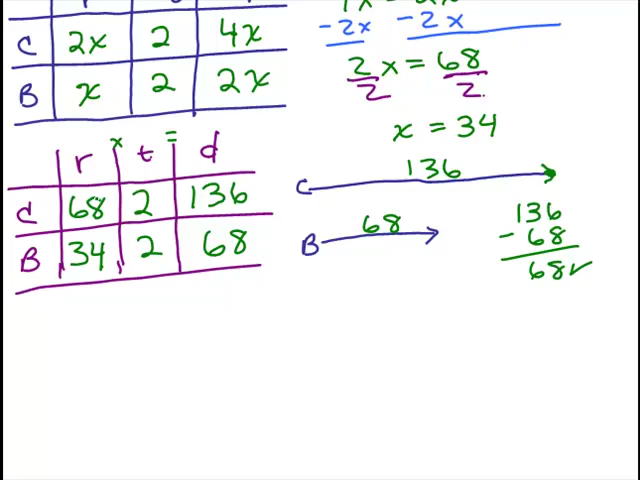 C 2x 2 4x
B x 2 2x
-2x -2x
2x = 68
2 2
x = 34
r x t = d
C 68 2 136
B 34 2 68
136
C
68
B
136
- 68
68✓